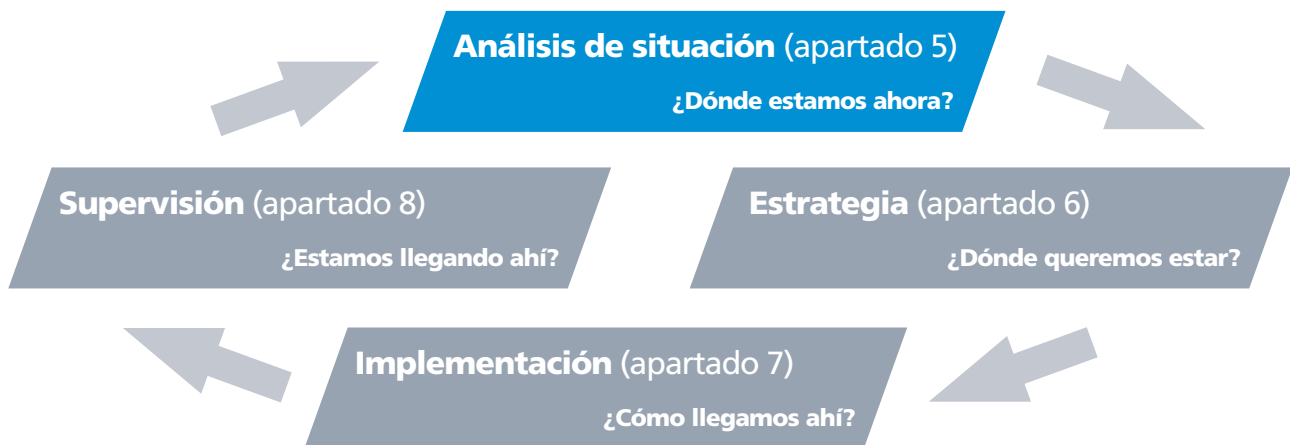 Análisis de situación (apartado 5)
¿Dónde estamos ahora?
Supervisión (apartado 8)
¿Estamos llegando ahí?
Estrategia (apartado 6)
¿Dónde queremos estar?
Implementación (apartado 7)
¿Cómo llegamos ahí?